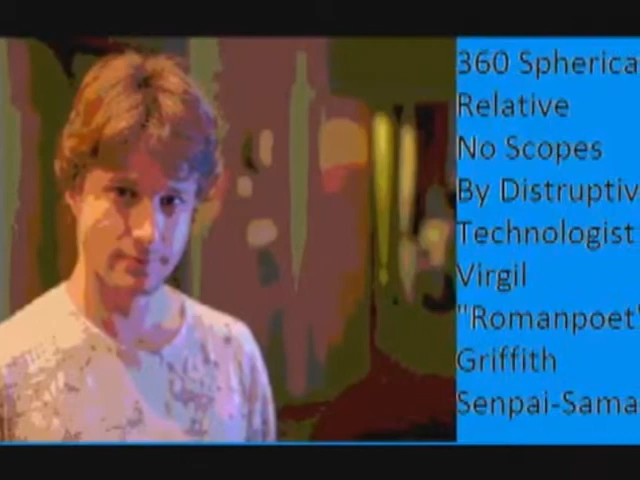 360 Spherica
Relative
No Scopes
By Distruptiv
Technologist
Virgil
"Romanpoet"
Griffith
Senpai-Sama